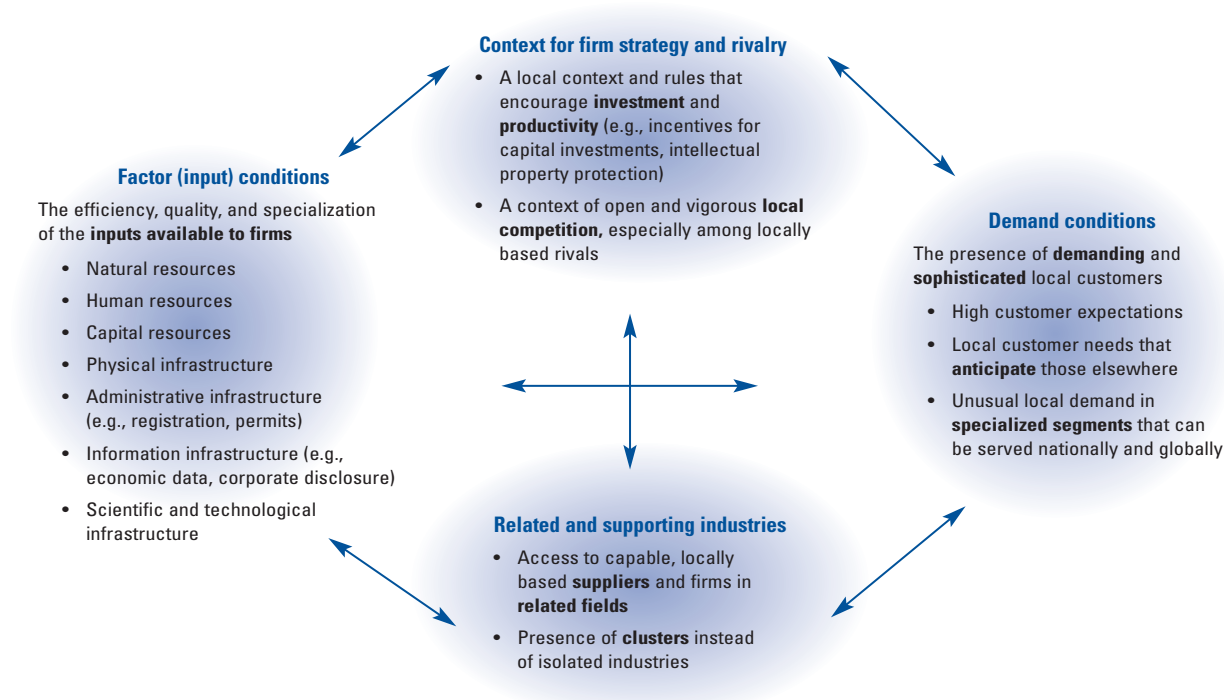 Context for firm strategy and rivalry
• A local context and rules that
encourage investment and
productivity (e.g., incentives for
capital investments, intellectual
property protection)
• A context of open and vigorous local
competition, especially among locally
based rivals
Factor (input) conditions
The efficiency, quality, and specialization
of the inputs available to firms
• Natural resources
• Human resources
• Capital resources
• Physical infrastructure
• Administrative infrastructure
(e.g., registration, permits)
• Information infrastructure (e.g.,
economic data, corporate disclosure)
• Scientific and technological
infrastructure
Demand conditions
The presence of demanding and
sophisticated local customers
• High customer expectations
• Local customer needs that
anticipate those elsewhere
• Unusual local demand in
specialized segments that can
be served nationally and globally
Related and supporting industries
• Access to capable, locally
based suppliers and firms in
related fields
• Presence of clusters instead
of isolated industries